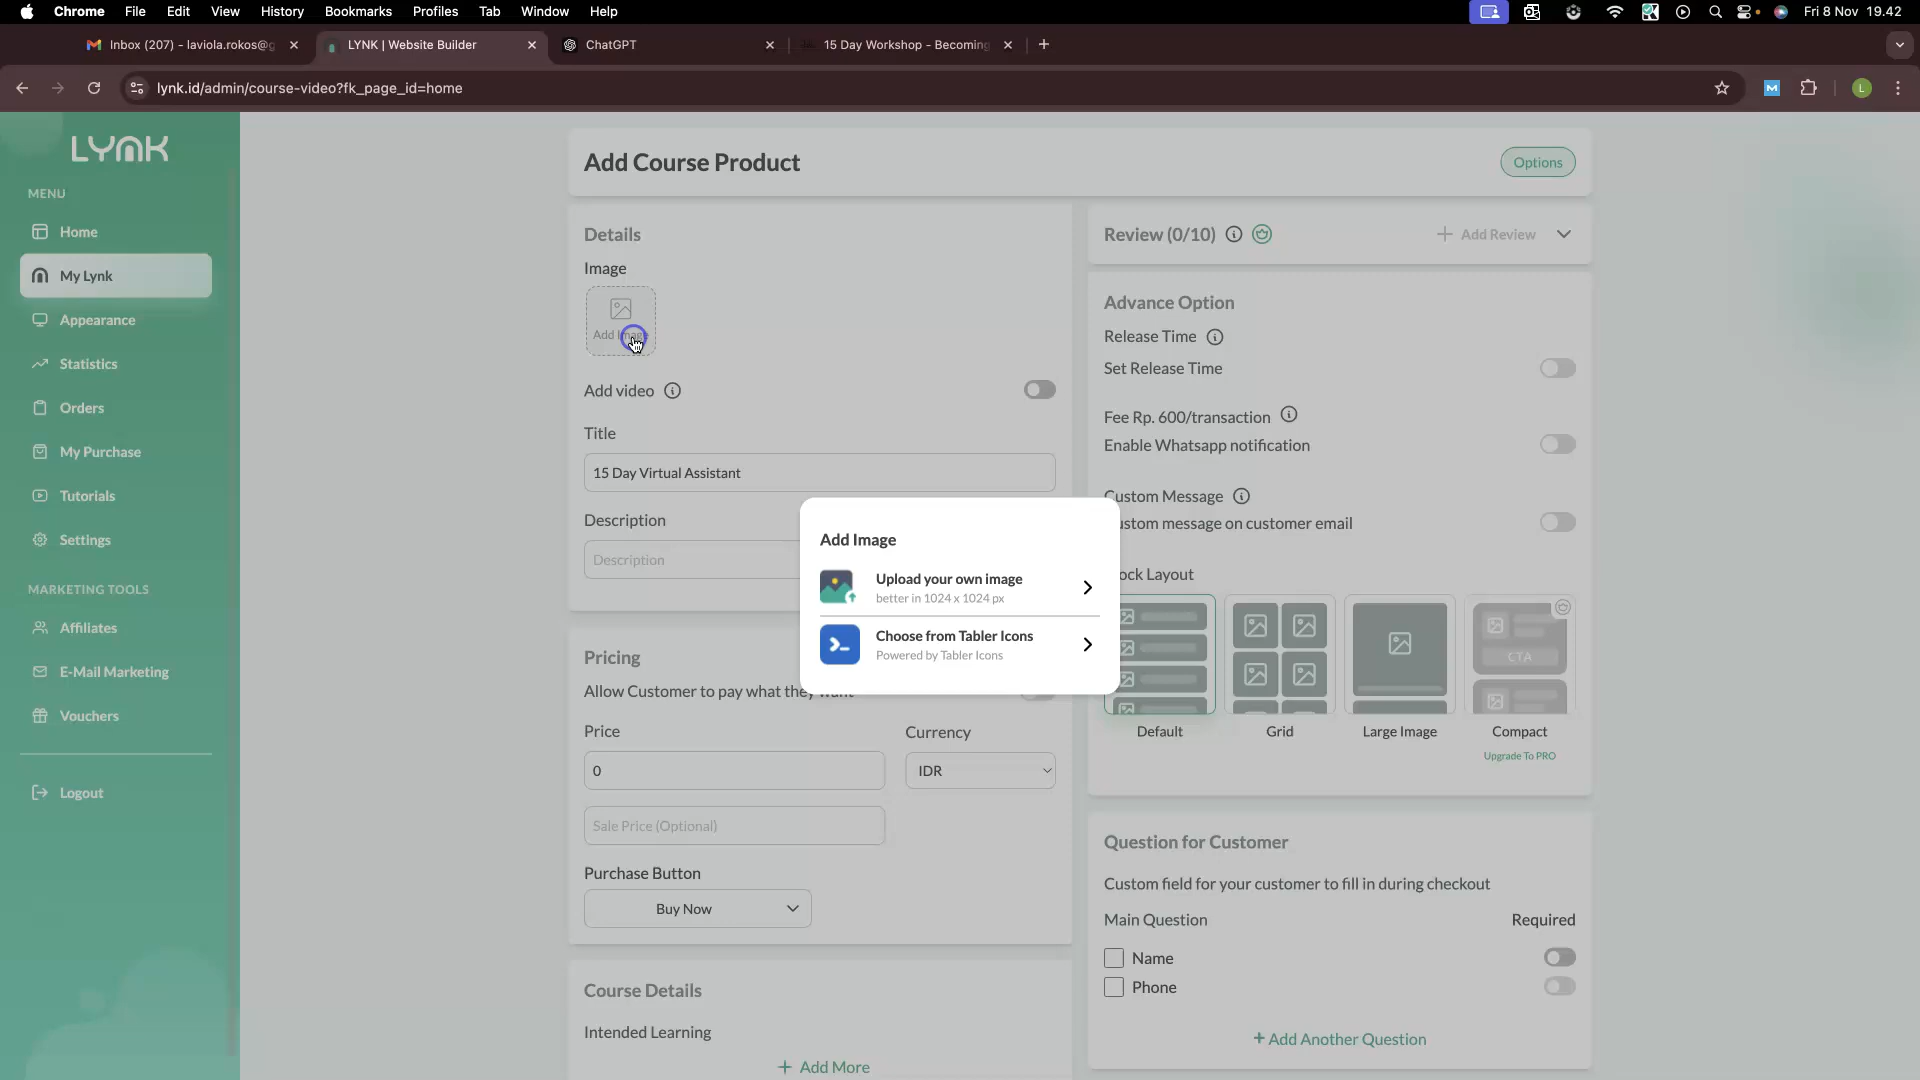 Chrome File Edit View History Bookmarks Profiles Tab Window Help
Fri 8 Nov 19.42
Inbox (207) - laviola.rokos@g
LYNK | Website Builder
ChatGPT
15 Day Workshop - Becoming
lynk.id/admin/course-video?fk_page_id=home
L
LYNK
MENU
Home
My Lynk
Appearance
Statistics
Orders
My Purchase
Tutorials
Settings
MARKETING TOOLS
Affiliates
E-Mail Marketing
Vouchers
Logout
Add Course Product
Options
Details
Image
Add Image
Add video
Title
15 Day Virtual Assistant
Description
Description
Pricing
Allow Customer to pay what they want
Price
Currency
0
IDR
Sale Price (Optional)
Purchase Button
Buy Now
Course Details
Intended Learning
+ Add More
Add Image
Upload your own image
better in 1024 x 1024 px
Choose from Tabler Icons
Powered by Tabler Icons
Review (0/10)
+ Add Review
Advance Option
Release Time
Set Release Time
Fee Rp. 600/transaction
Enable Whatsapp notification
Custom Message
ustom message on customer email
ock Layout
CTA
Default
Grid
Large Image
Compact
Upgrade To PRO
Question for Customer
Custom field for your customer to fill in during checkout
Main Question
Required
Name
Phone
+ Add Another Question